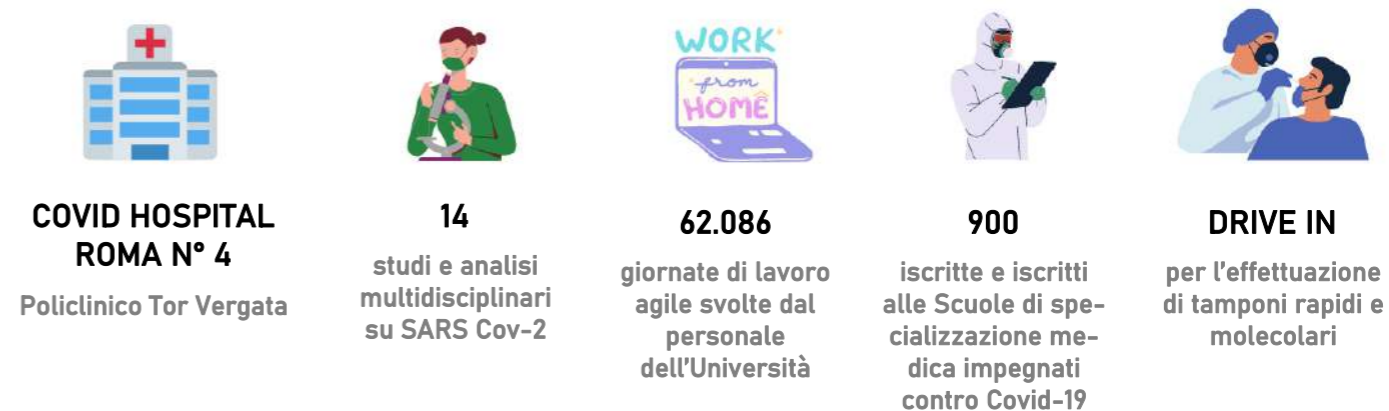 WORK
from
HOME
COVID HOSPITAL
ROMA N° 4
Policlinico Tor Vergata
14
studi e analisi
multidisciplinari
su SARS Cov-2
62.086
giornate di lavoro
agile svolte dal
personale
dell'Università
900
iscritte e iscritti
alle Scuole di spe-
cializzazione me-
dica impegnati
contro Covid-19
DRIVE IN
per l'effettuazione
di tamponi rapidi e
molecolari